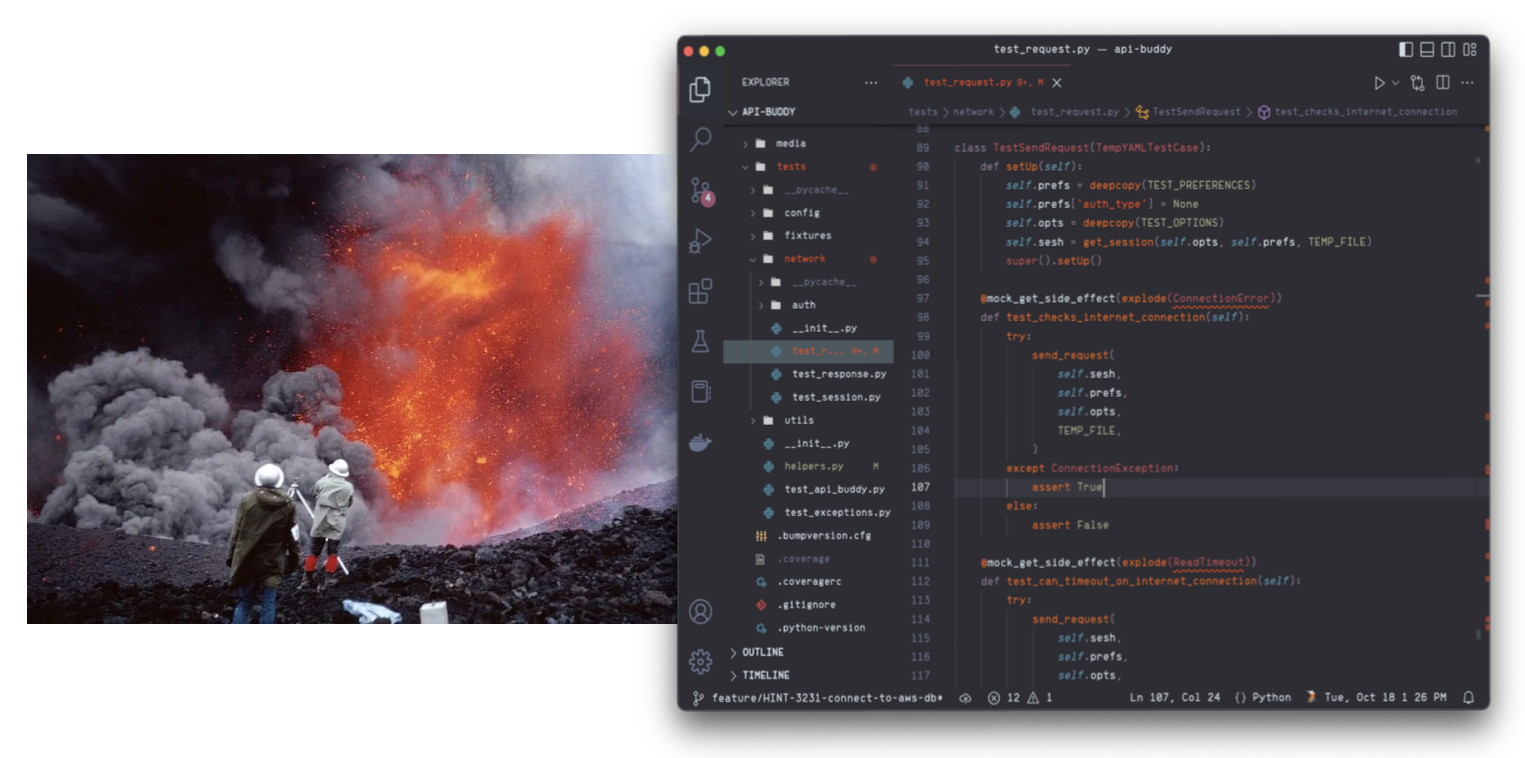 test_request.py — api-buddy
EXPLORER
API-BUDDY
media
tests
__pycache__
config
fixtures
network
__pycache__
auth
__init__.py
test_r... 9+, M
test_response.py
test_session.py
utils
__init__.py
helpers.py M
test_api_buddy.py
test_exceptions.py
.bumpversion.cfg
.coverage
.coveragerc
.gitignore
.python-version
OUTLINE
TIMELINE
4
test_request.py 9+, M
tests > network > test_request.py > TestSendRequest > test_checks_internet_connection
88
89 class TestSendRequest(TempYAMLTestCase):
90 def setUp(self):
91 self.prefs = deepcopy(TEST_PREFERENCES)
92 self.prefs['auth_type'] = None
93 self.opts = deepcopy(TEST_OPTIONS)
94 self.sesh = get_session(self.opts, self.prefs, TEMP_FILE)
95 super().setUp()
96
97 @mock_get_side_effect(explode(ConnectionError))
98 def test_checks_internet_connection(self):
99 try:
100 send_request(
101 self.sesh,
102 self.prefs,
103 self.opts,
104 TEMP_FILE,
105 )
106 except ConnectionException:
107 assert True
108 else:
109 assert False
110
111 @mock_get_side_effect(explode(ReadTimeout))
112 def test_can_timeout_on_internet_connection(self):
113 try:
114 send_request(
115 self.sesh,
116 self.prefs,
117 self.opts,
feature/HINT-3231-connect-to-aws-db* 12 1 Ln 107, Col 24 {} Python Tue, Oct 18 1 26 PM